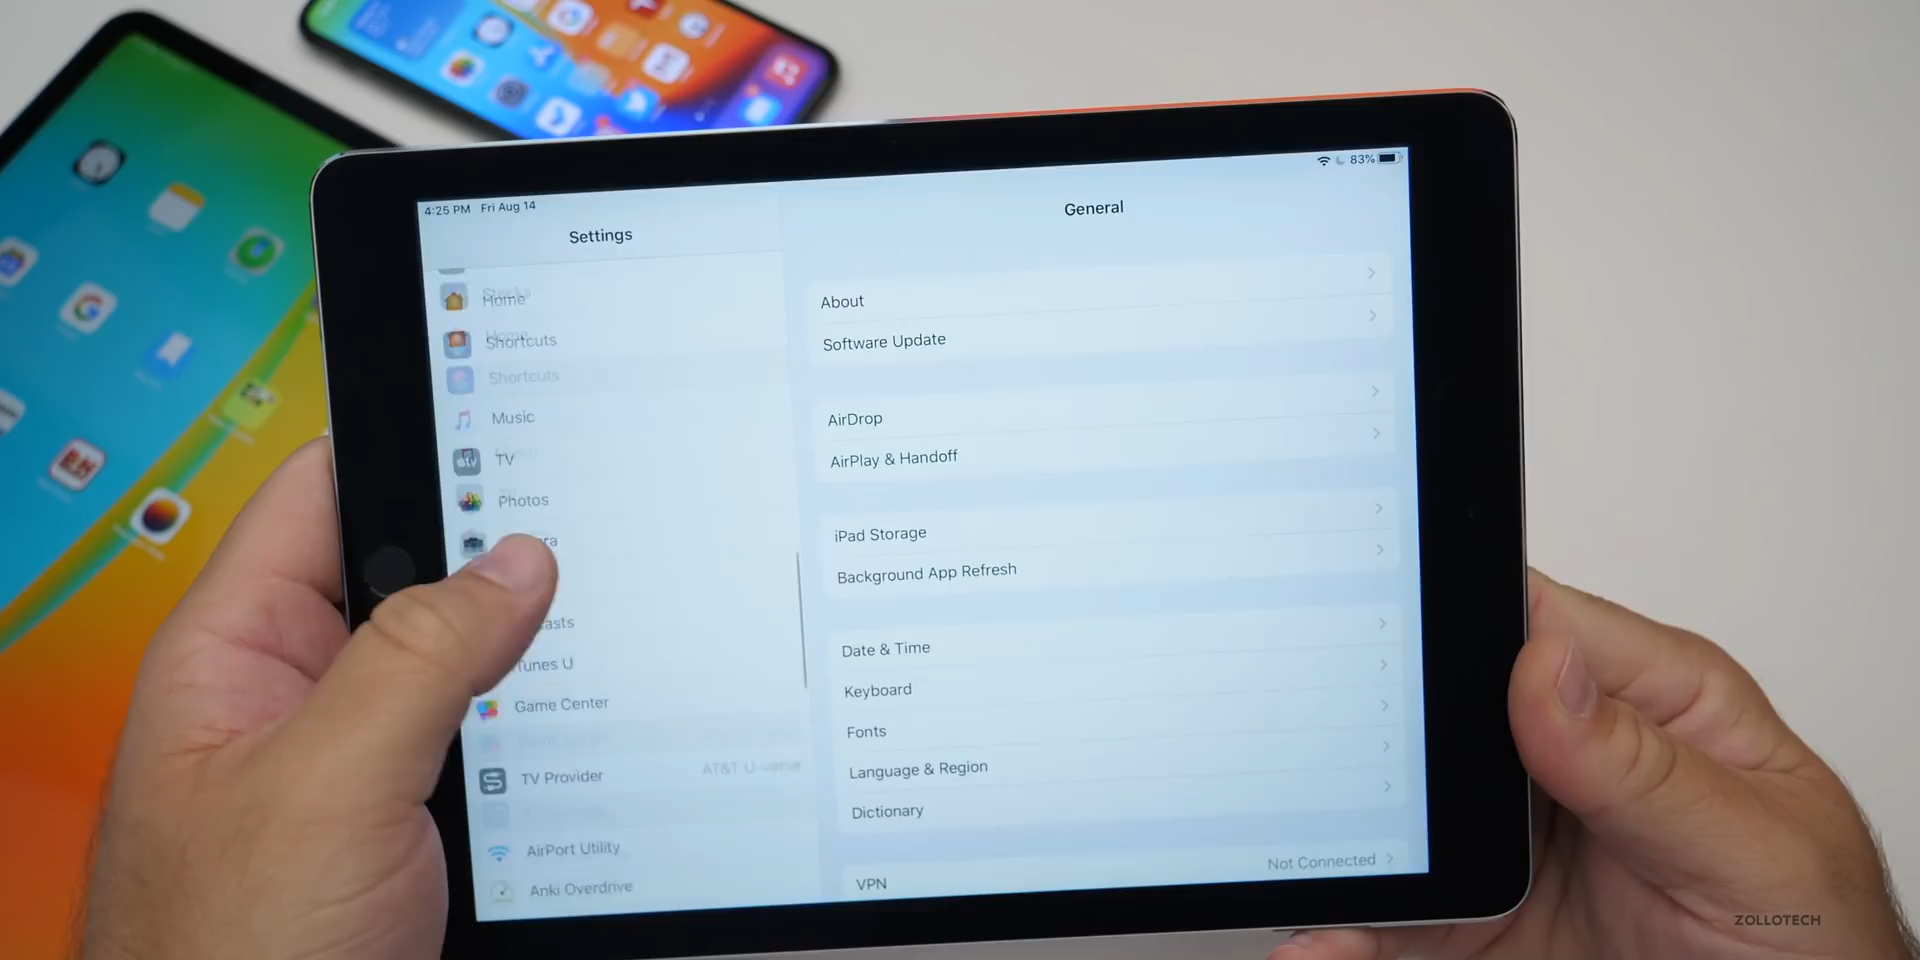 4:25 PM Fri Aug 14
83%
Settings
Home
Shortcuts
Shortcuts
Music
TV
Photos
iTunes U
Game Center
TV Provider
AT&T U-verse
AirPort Utility
Anki Overdrive
General
About
Software Update
AirDrop
AirPlay & Handoff
iPad Storage
Background App Refresh
Date & Time
Keyboard
Fonts
Language & Region
Dictionary
VPN
Not Connected
ZOLLOTECH